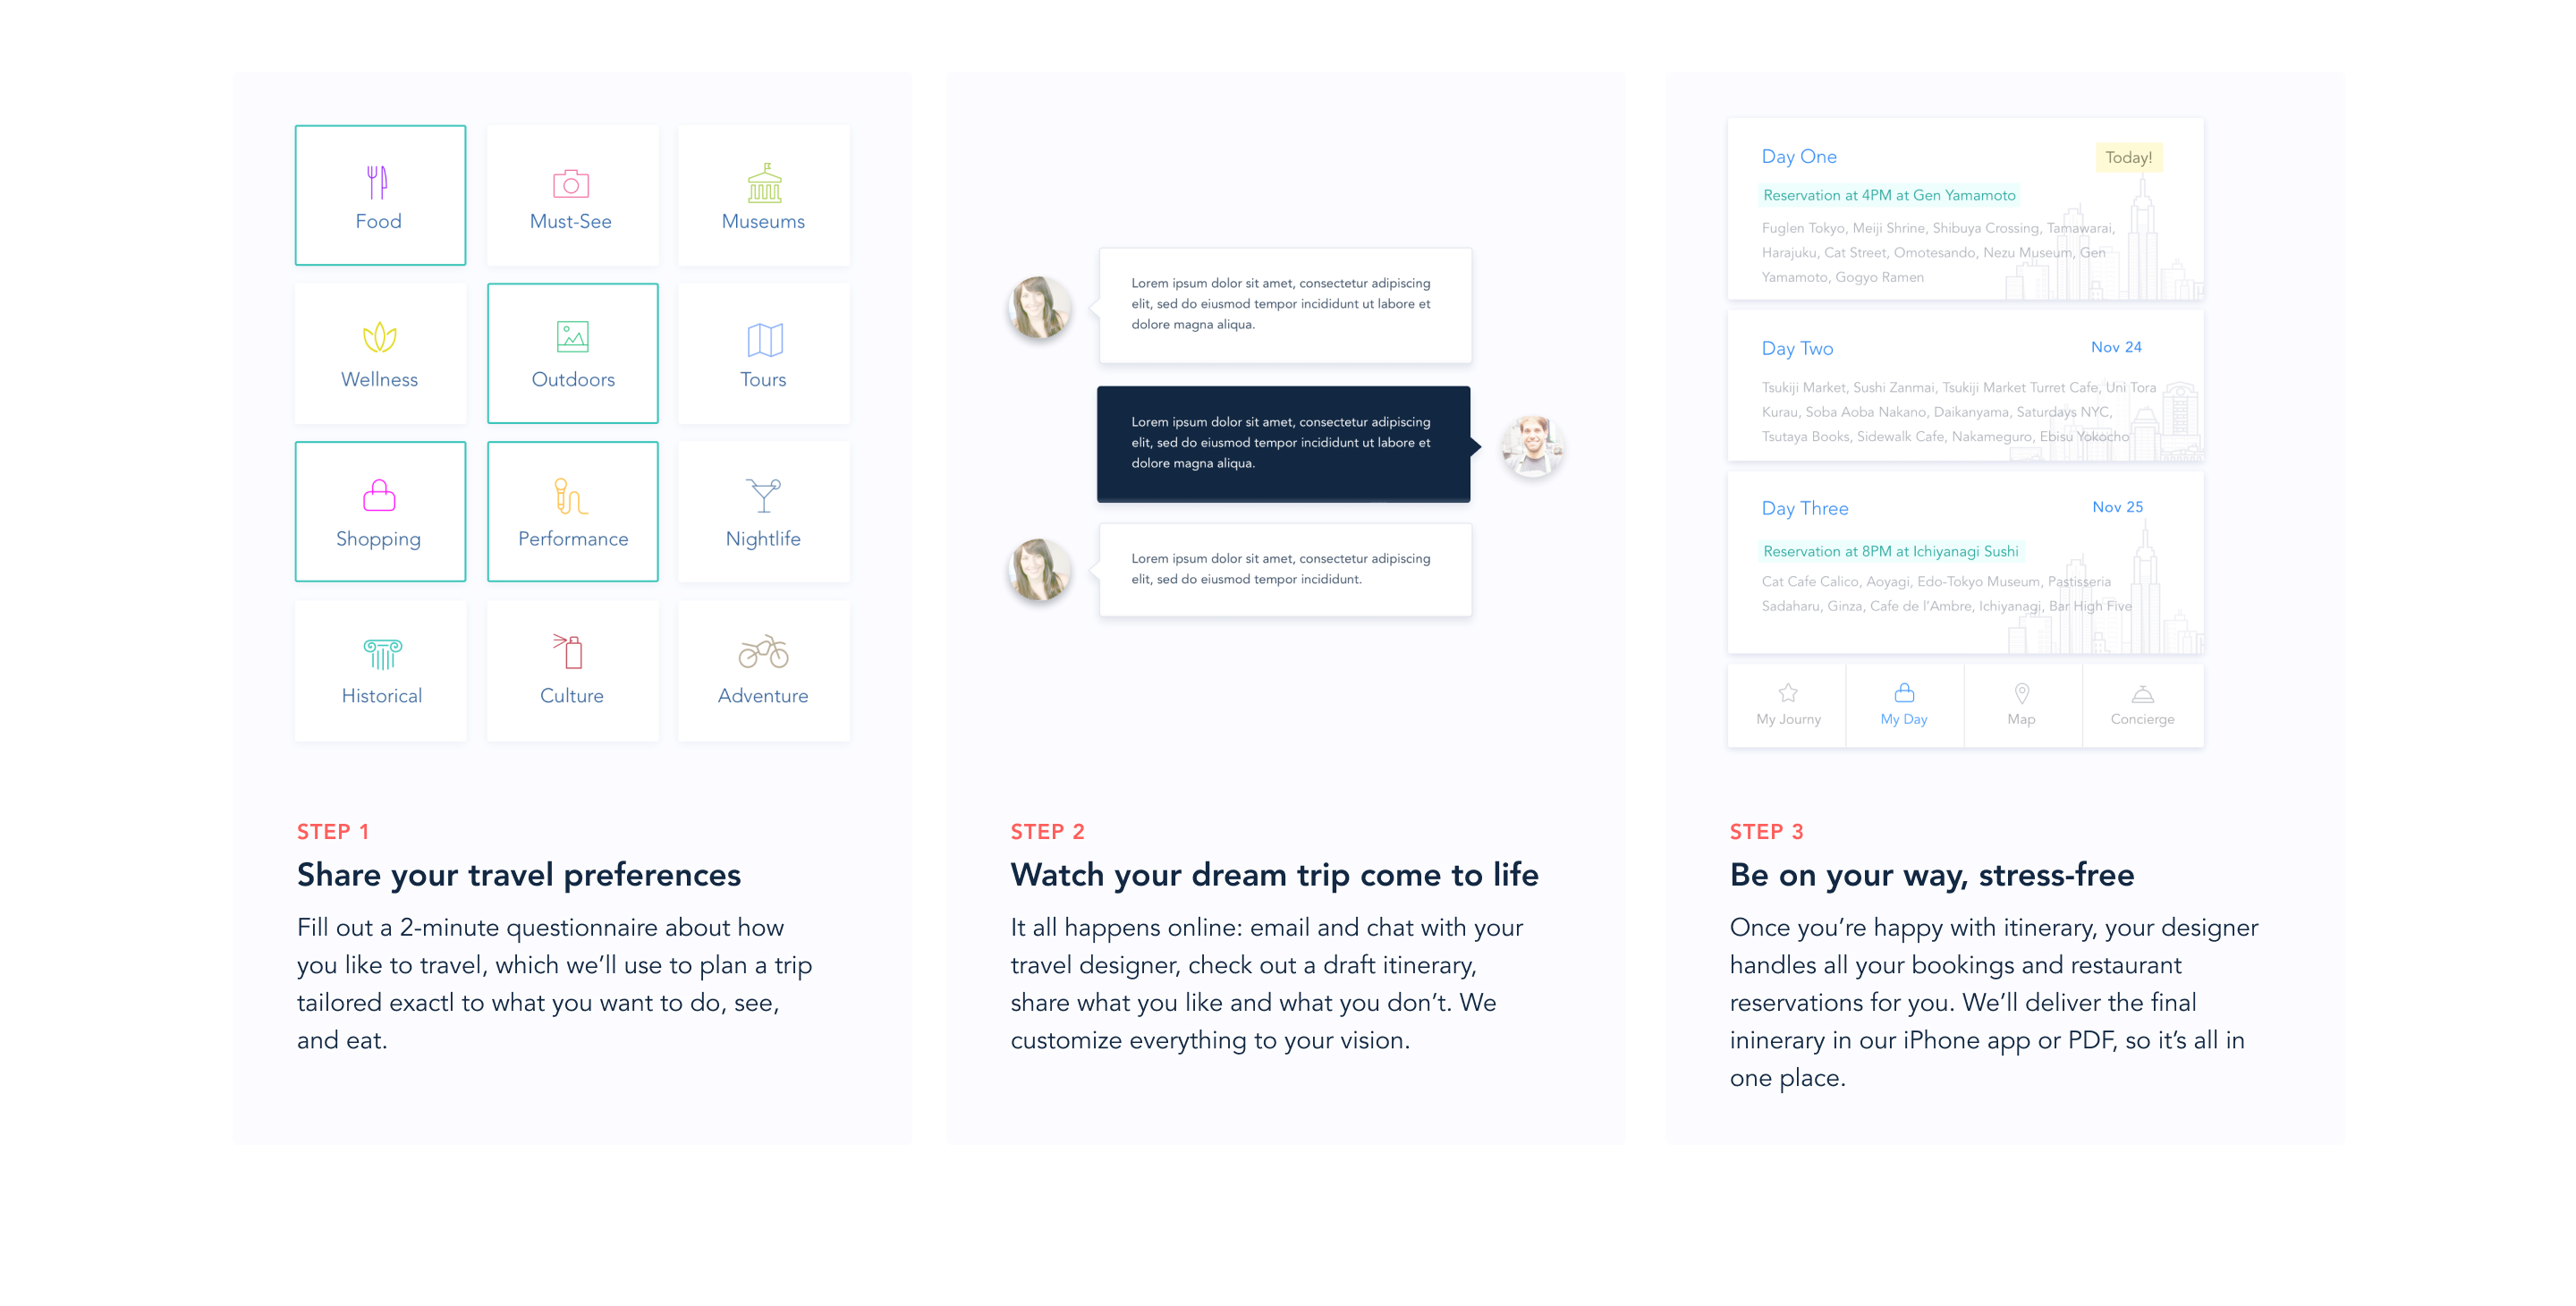 Food
Must-See
Museums
Wellness
Outdoors
Tours
Shopping
Performance
Nightlife
Historical
Culture
Adventure
STEP 1
Share your travel preferences
Fill out a 2-minute questionnaire about how
you like to travel, which we’ll use to plan a trip
tailored exactl to what you want to do, see,
and eat.
Lorem ipsum dolor sit amet, consectetur adipiscing
elit, sed do eiusmod tempor incididunt ut labore et
dolore magna aliqua.
Lorem ipsum dolor sit amet, consectetur adipiscing
elit, sed do eiusmod tempor incididunt ut labore et
dolore magna aliqua.
Lorem ipsum dolor sit amet, consectetur adipiscing
elit, sed do eiusmod tempor incididunt.
STEP 2
Watch your dream trip come to life
It all happens online: email and chat with your
travel designer, check out a draft itinerary,
share what you like and what you don’t. We
customize everything to your vision.
Day One
Today!
Reservation at 4PM at Gen Yamamoto
Fuglen Tokyo, Meiji Shrine, Shibuya Crossing, Tamawarai,
Harajuku, Cat Street, Omotesando, Nezu Museum, Gen
Yamamoto, Gogyo Ramen
Day Two
Nov 24
Tsukiji Market, Sushi Zanmai, Tsukiji Market Turret Cafe, Uni Tora
Kurau, Soba Aoba Nakano, Daikanyama, Saturdays NYC,
Tsutaya Books, Sidewalk Cafe, Nakameguro, Ebisu Yokocho
Day Three
Nov 25
Reservation at 8PM at Ichiyanagi Sushi
Cat Cafe Calico, Aoyagi, Edo-Tokyo Museum, Pastisseria
Sadaharu, Ginza, Cafe de l’Ambre, Ichiyanagi, Bar High Five
My Journy
My Day
Map
Concierge
STEP 3
Be on your way, stress-free
Once you’re happy with itinerary, your designer
handles all your bookings and restaurant
reservations for you. We’ll deliver the final
ininerary in our iPhone app or PDF, so it’s all in
one place.